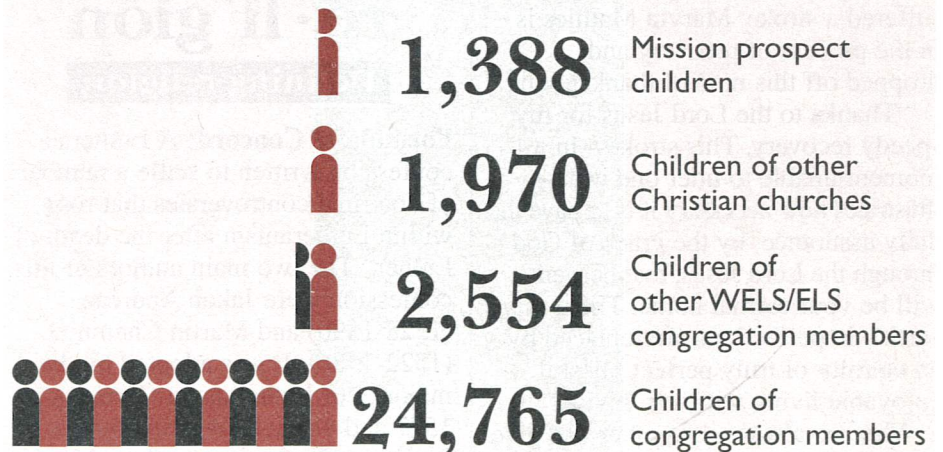 1,388 Mission prospect
children
1,970 Children of other
Christian churches
2,554 Children of
other WELS/ELS
congregation members
24,765 Children of
congregation members